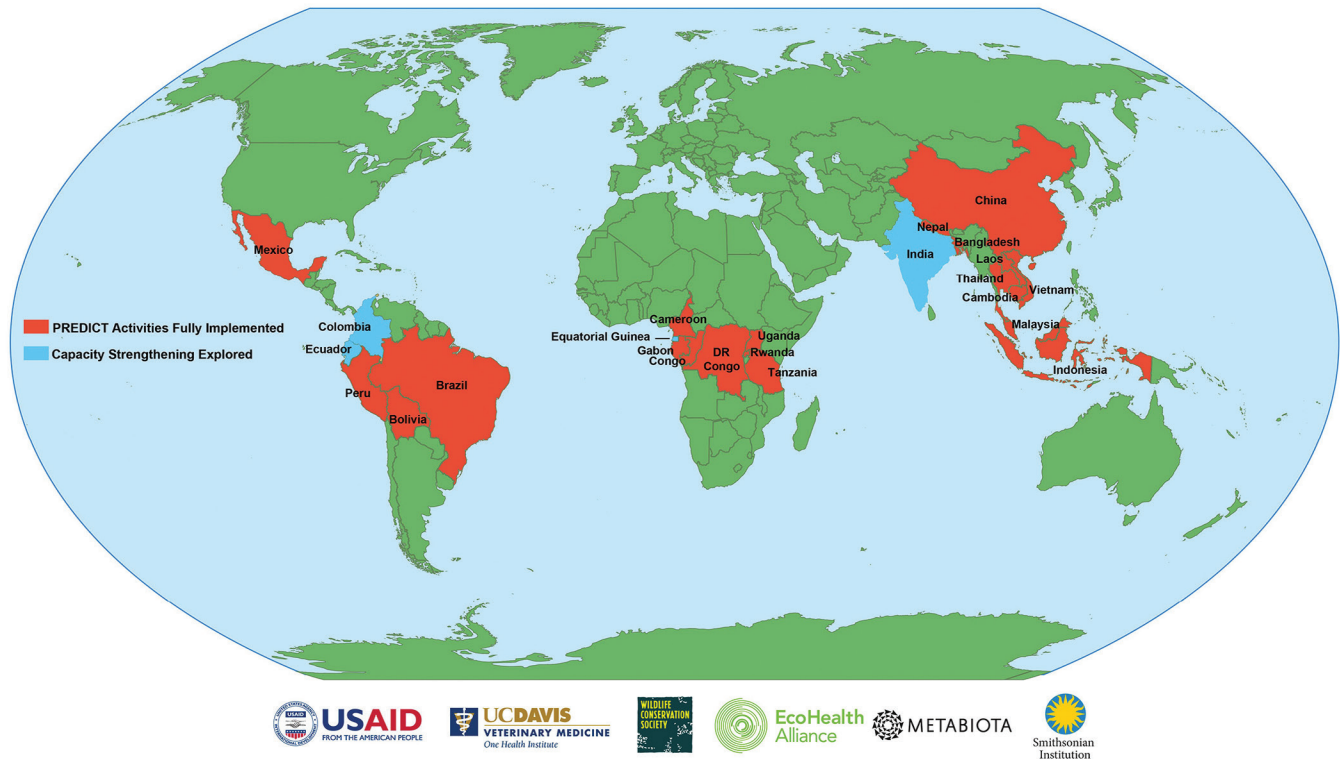 China
Nepal
Mexico
Bangladesh
India
Laos
Thailand
Vietnam
Cambodia
PREDICT Activities Fully Implemented
Colombia
Cameroon
Malaysia
Equatorial Guinea
Uganda
Capacity Strengthening Explored
Ecuador
Gabon
DR
Congo
Rwanda
Congo
Tanzania
Indonesia
Brazil
Peru
Bolivia
USAID
USAID
FROM THE AMERICAN PEOPLE
UCDAVIS
VETERINARY MEDICINE
One Health Institute
WILDLIFE
CONSERVATION
SOCIETY
EcoHealth
Alliance
METABIOTA
Smithsonian
Institution